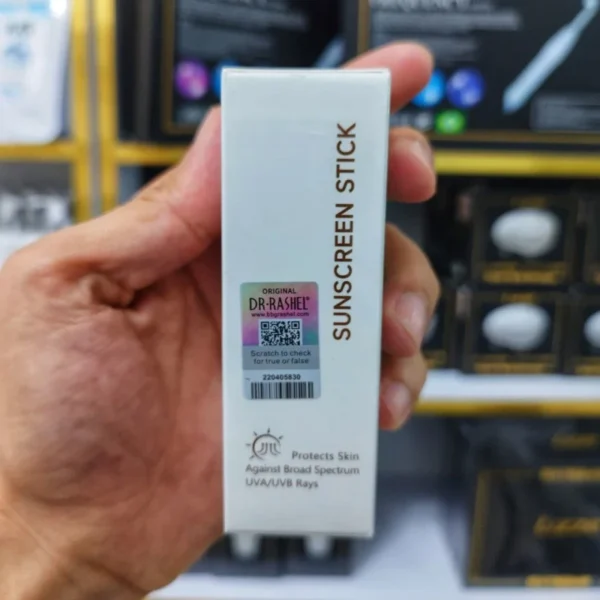 SUNSCREEN STICK
ORIGINAL
DR·RASHEL®
www.bbgrashel.com
Scratch to check
for true or false
220405830
Protects Skin
Against Broad Spectrum
UVA/UVB Rays